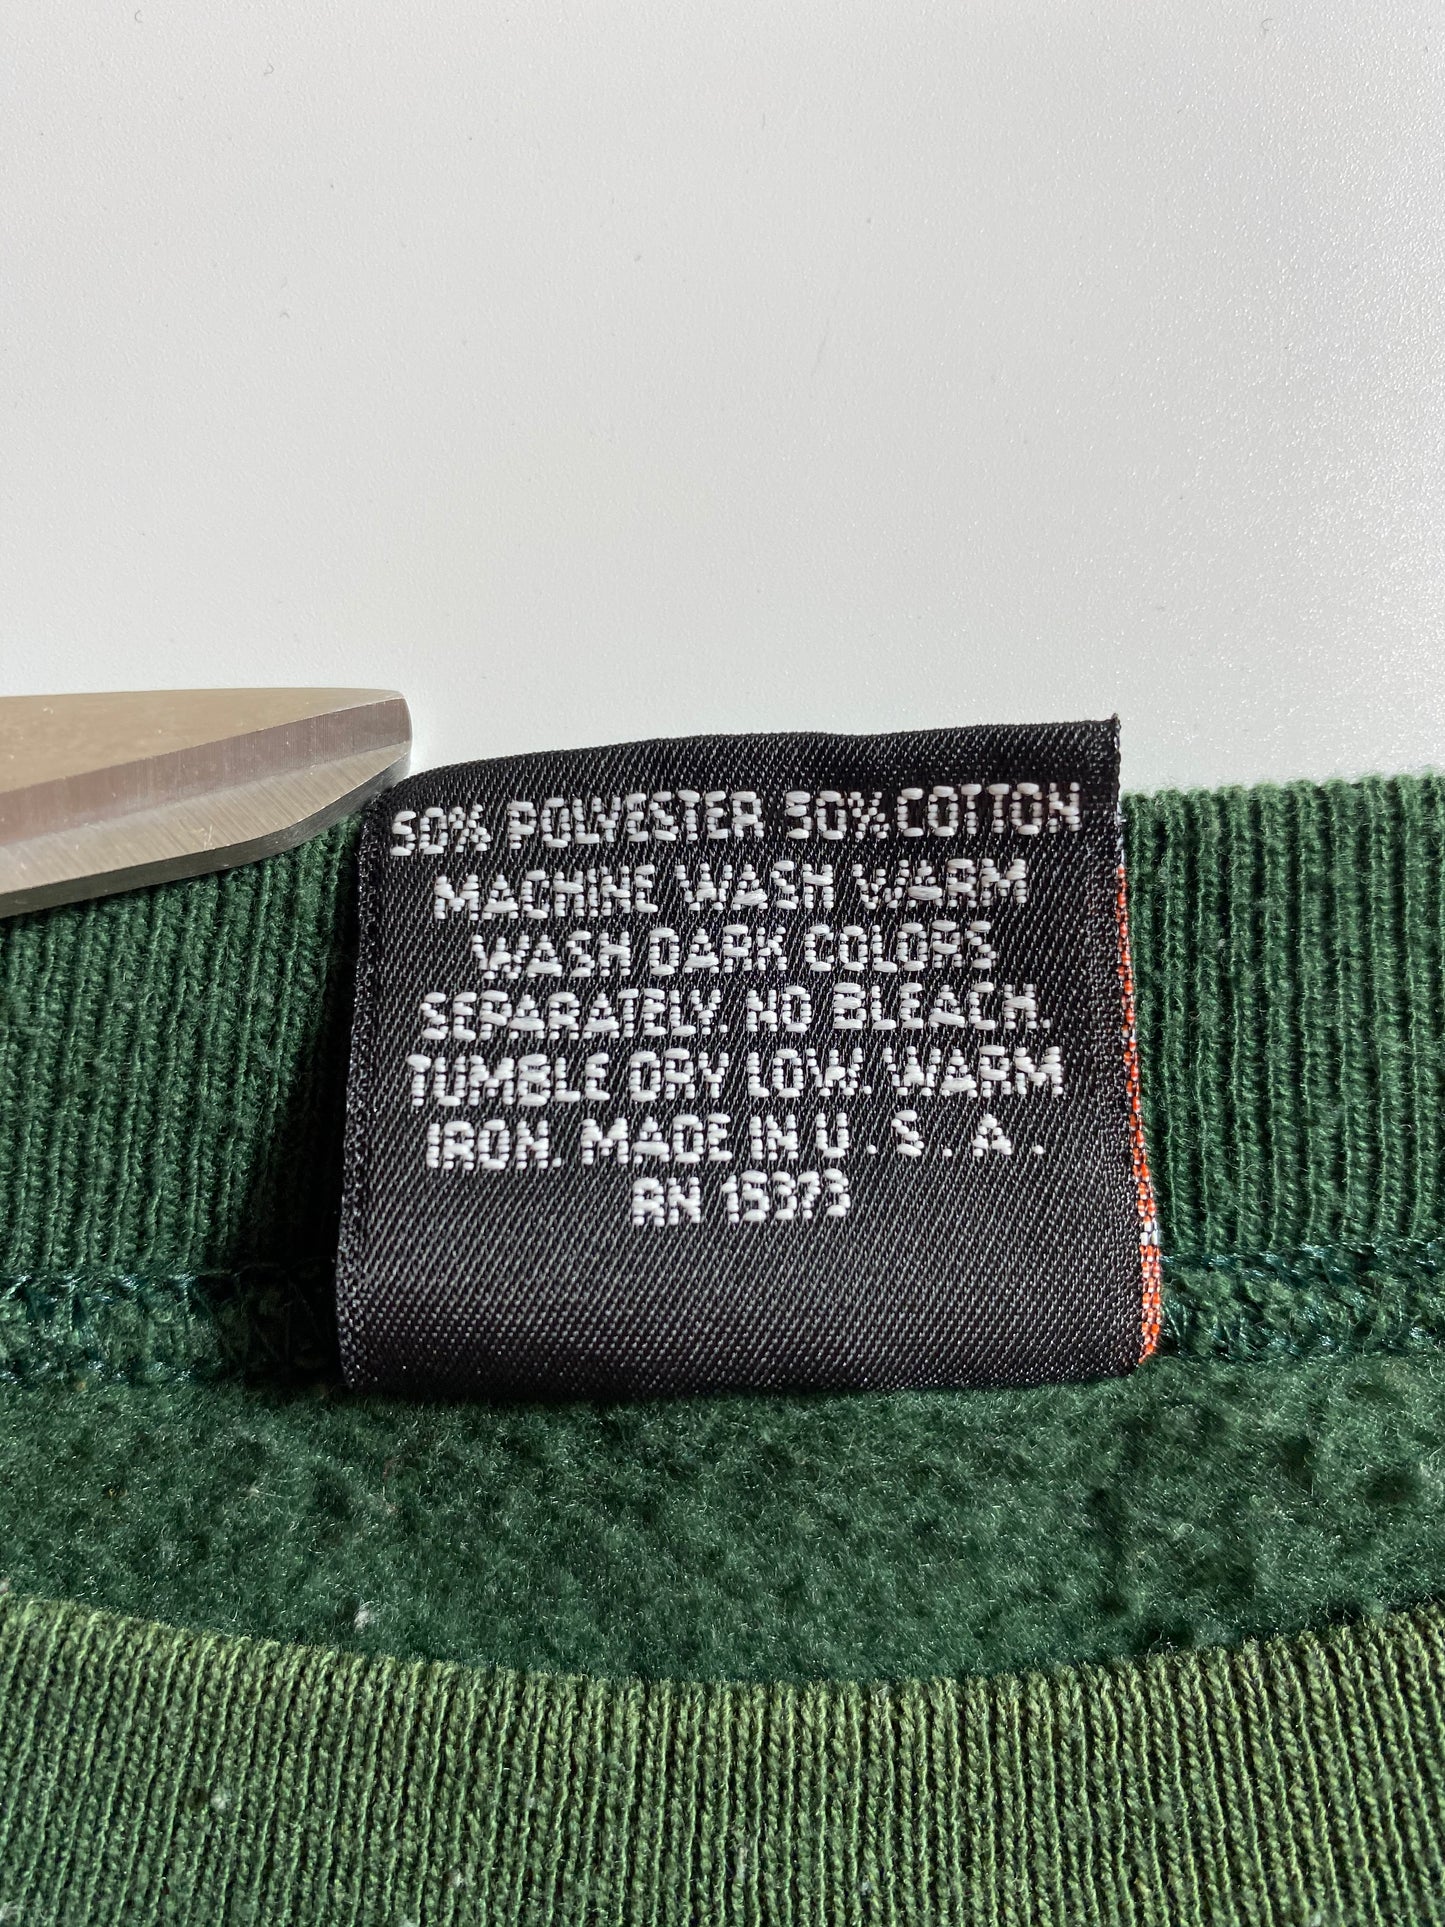 50% POLYESTER 50% COTTON
MACHINE WASH WARM
WASH DARK COLORS
SEPARATELY. NO BLEACH.
TUMBLE DRY LOW. WARM
IRON. MADE IN U.S.A.
RN 15373